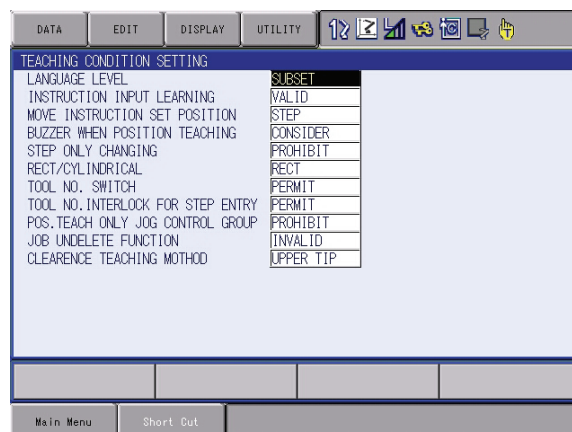 DATA EDIT DISPLAY UTILITY
TEACHING CONDITION SETTING
LANGUAGE LEVEL SUBSET
INSTRUCTION INPUT LEARNING VALID
MOVE INSTRUCTION SET POSITION STEP
BUZZER WHEN POSITION TEACHING CONSIDER
STEP ONLY CHANGING PROHIBIT
RECT/CYLINDRICAL RECT
TOOL NO. SWITCH PERMIT
TOOL NO.INTERLOCK FOR STEP ENTRY PERMIT
POS.TEACH ONLY JOG CONTROL GROUP PROHIBIT
JOB UNDELETE FUNCTION INVALID
CLEARENCE TEACHING MOTHOD UPPER TIP
Main Menu Short Cut